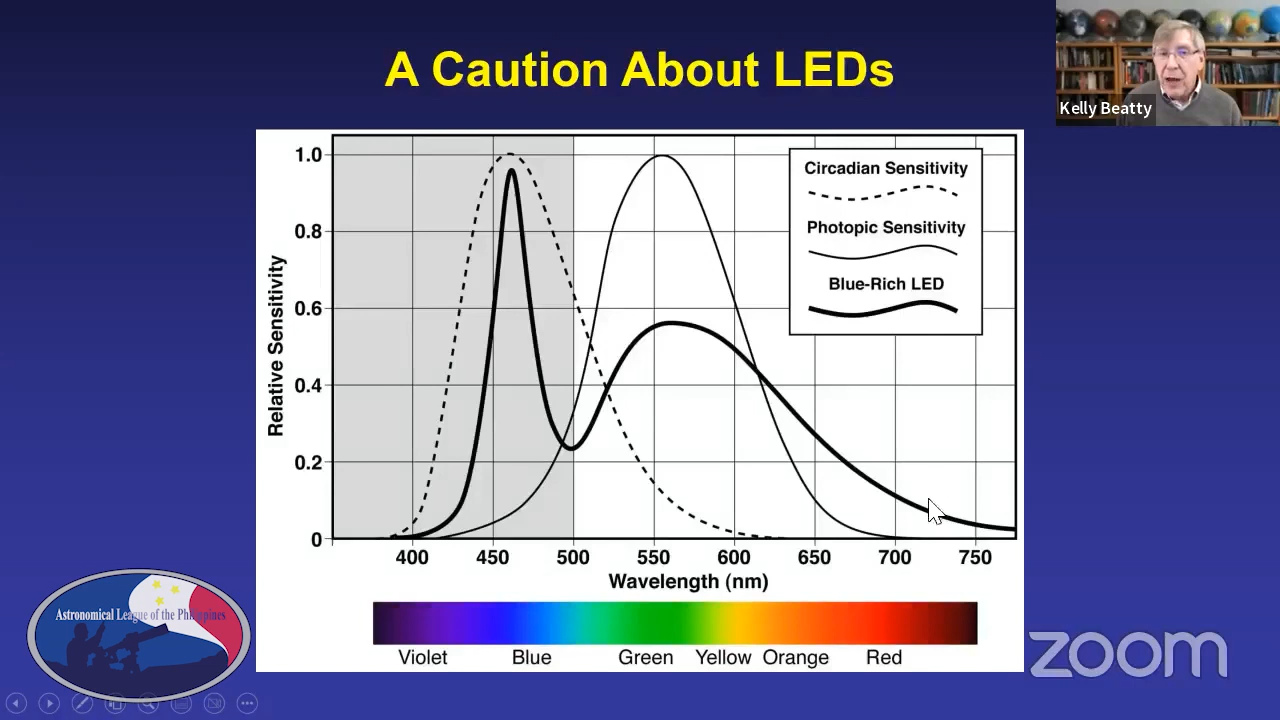 A Caution About LEDs
Kelly Beatty
1.0
0.8
0.6
0.4
0.2
0
Relative Sensitivity
Circadian Sensitivity
Photopic Sensitivity
Blue-Rich LED
400 450 500 550 600 650 700 750
Wavelength (nm)
Violet Blue Green Yellow Orange Red
Astronomical League of the Philippines
zoom